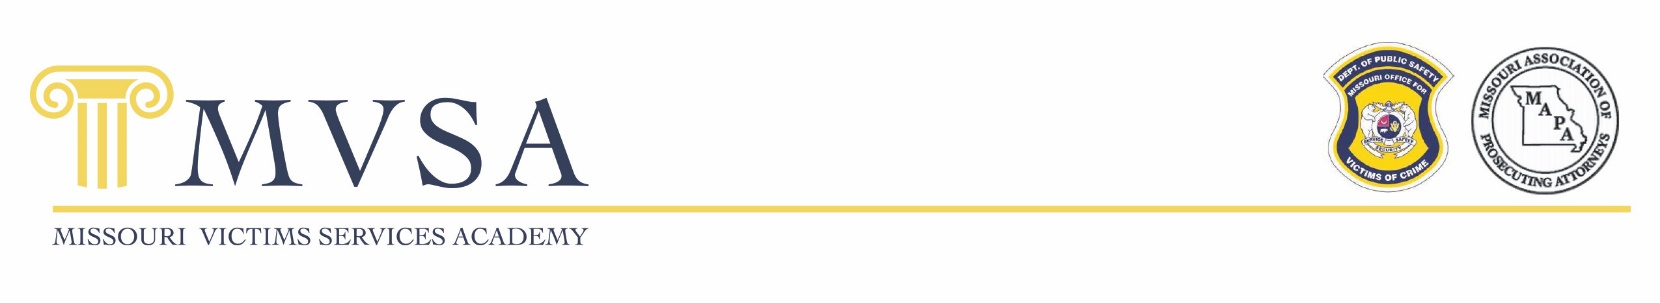 MVSA
MISSOURI VICTIMS SERVICES ACADEMY
DEPT. OF PUBLIC SAFETY
MISSOURI OFFICE FOR
VICTIMS OF CRIME
MISSOURI ASSOCIATION OF
PROSECUTING ATTORNEYS
MAPA